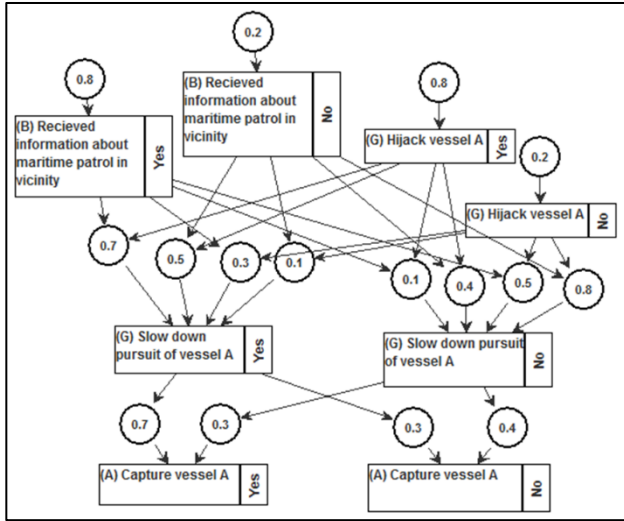 0.2
0.8
(B) Recieved
information about
maritime patrol in
vicinity
No
0.8
(B) Recieved
information about
maritime patrol in
vicinity
Yes
(G) Hijack vessel A
Yes
0.2
(G) Hijack vessel A
No
0.7
0.5
0.3
0.1
0.1
0.4
0.5
0.8
(G) Slow down
pursuit of vessel A
Yes
(G) Slow down pursuit
of vessel A
No
0.7
0.3
0.3
0.4
(A) Capture vessel A
Yes
(A) Capture vessel A
No